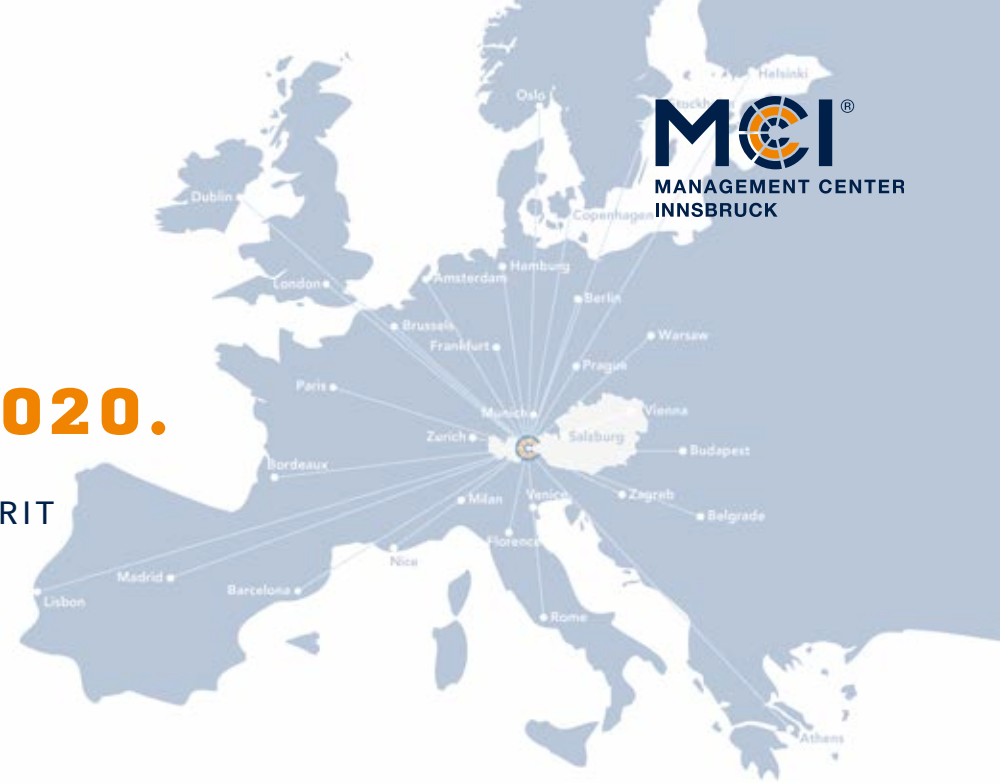 Helsinki
Oslo
Stockh
MCI®
MANAGEMENT CENTER
INNSBRUCK
Dublin
Copenhagen
Hamburg
Amsterdam
London
Berlin
Brussels
Warsaw
Frankfurt
Prague
Paris
020.
Munich
Vienna
Zurich
Salzburg
Budapest
Bordeaux
Milan
Venice
Zagreb
RIT
Belgrade
Florence
Nice
Madrid
Barcelona
Lisbon
Rome
Athens